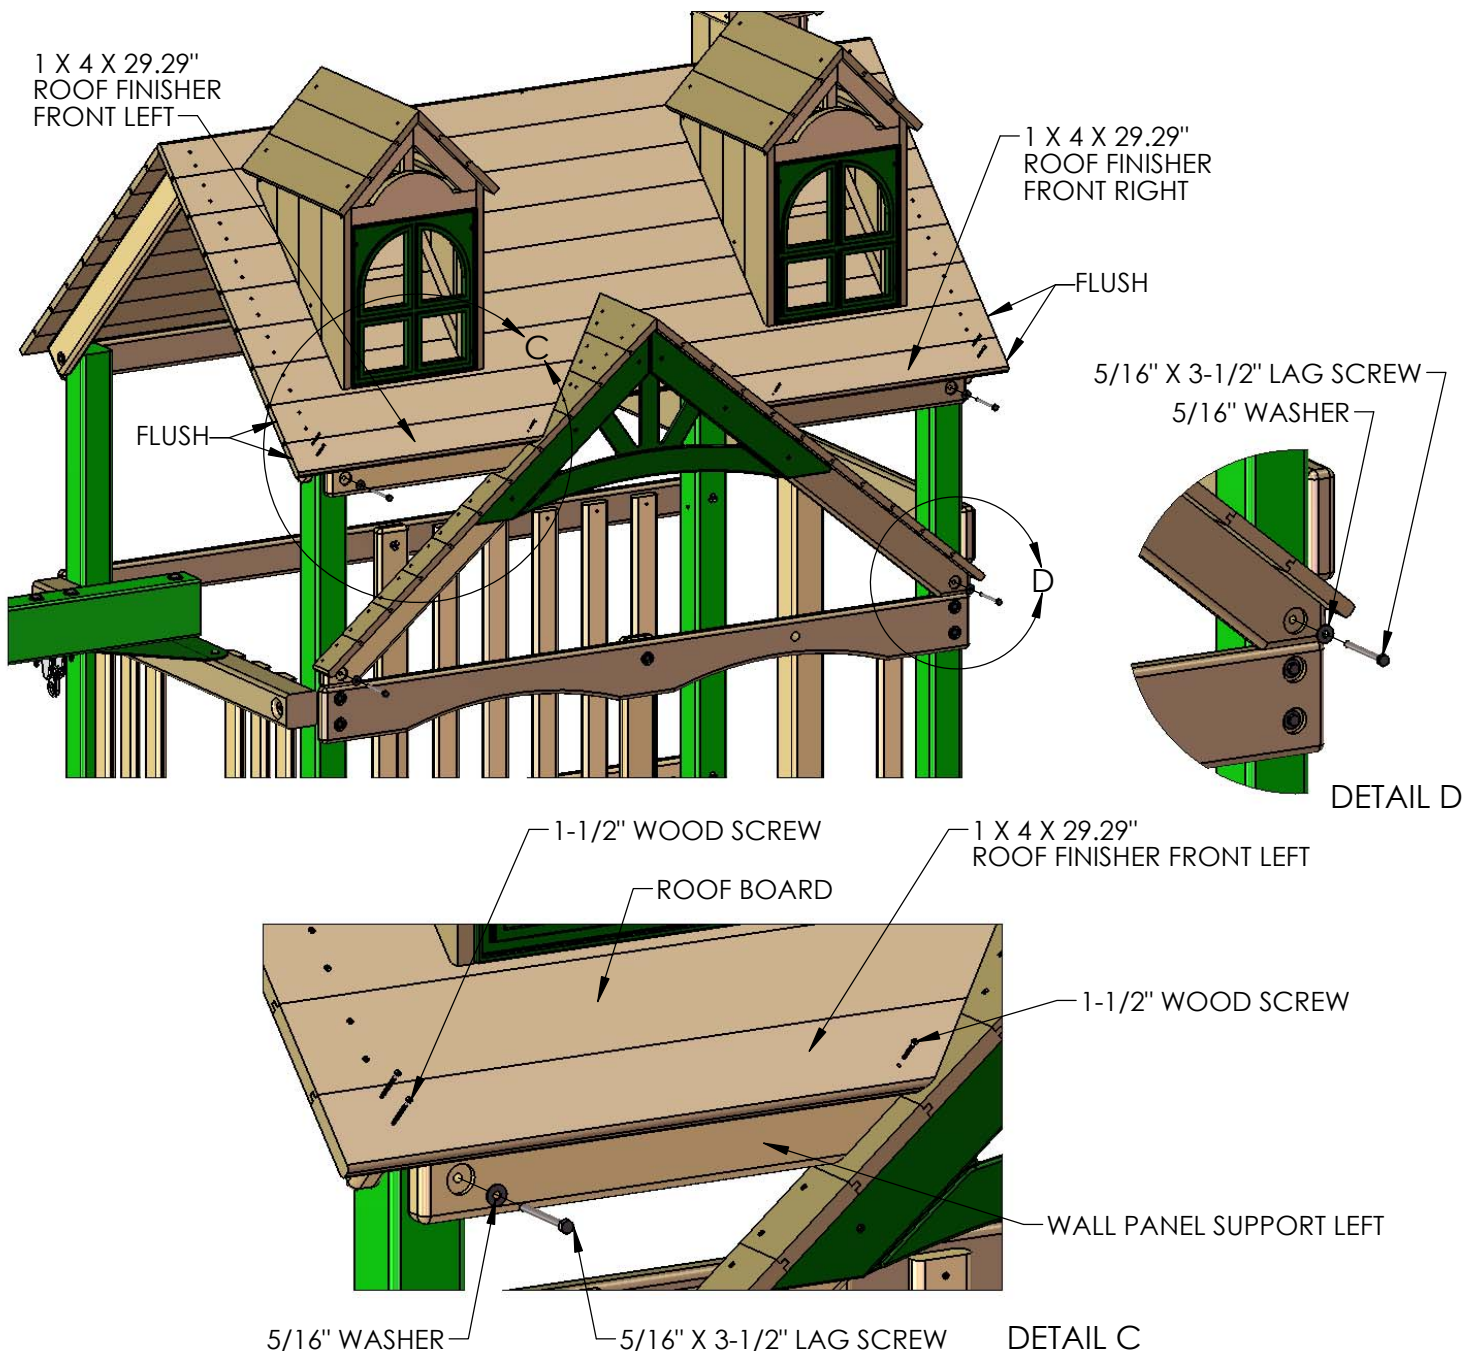 1 X 4 X 29.29"
ROOF FINISHER
FRONT LEFT
1 X 4 X 29.29"
ROOF FINISHER
FRONT RIGHT
FLUSH
C
5/16" X 3-1/2" LAG SCREW
5/16" WASHER
FLUSH
D
DETAIL D
1-1/2" WOOD SCREW
1 X 4 X 29.29"
ROOF FINISHER FRONT LEFT
ROOF BOARD
1-1/2" WOOD SCREW
WALL PANEL SUPPORT LEFT
5/16" WASHER
5/16" X 3-1/2" LAG SCREW
DETAIL C